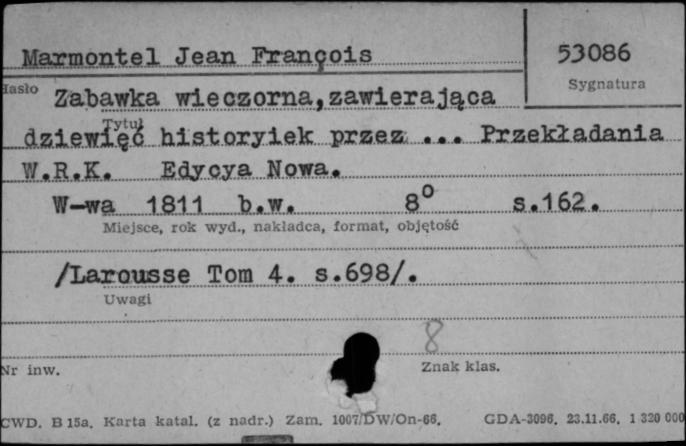 Marmontel Jean François
53086
Hasło
Sygnatura
Zabawka wieczorna,zawierająca
Tytuł
dziewięć historyiek przez ... Przekładania
W.R.K. Edycya Nowa.
W-wa 1811 b.w. 8° s.162.
Miejsce, rok wyd., nakładca, format, objętość
/Larousse Tom 4. s.698/.
Uwagi
8
Nr inw.
Znak klas.
CWD. B 15a. Karta katal. (z nadr.) Zam. 1007/DW/On-66. GDA-3096. 23.11.66. 1 320 000